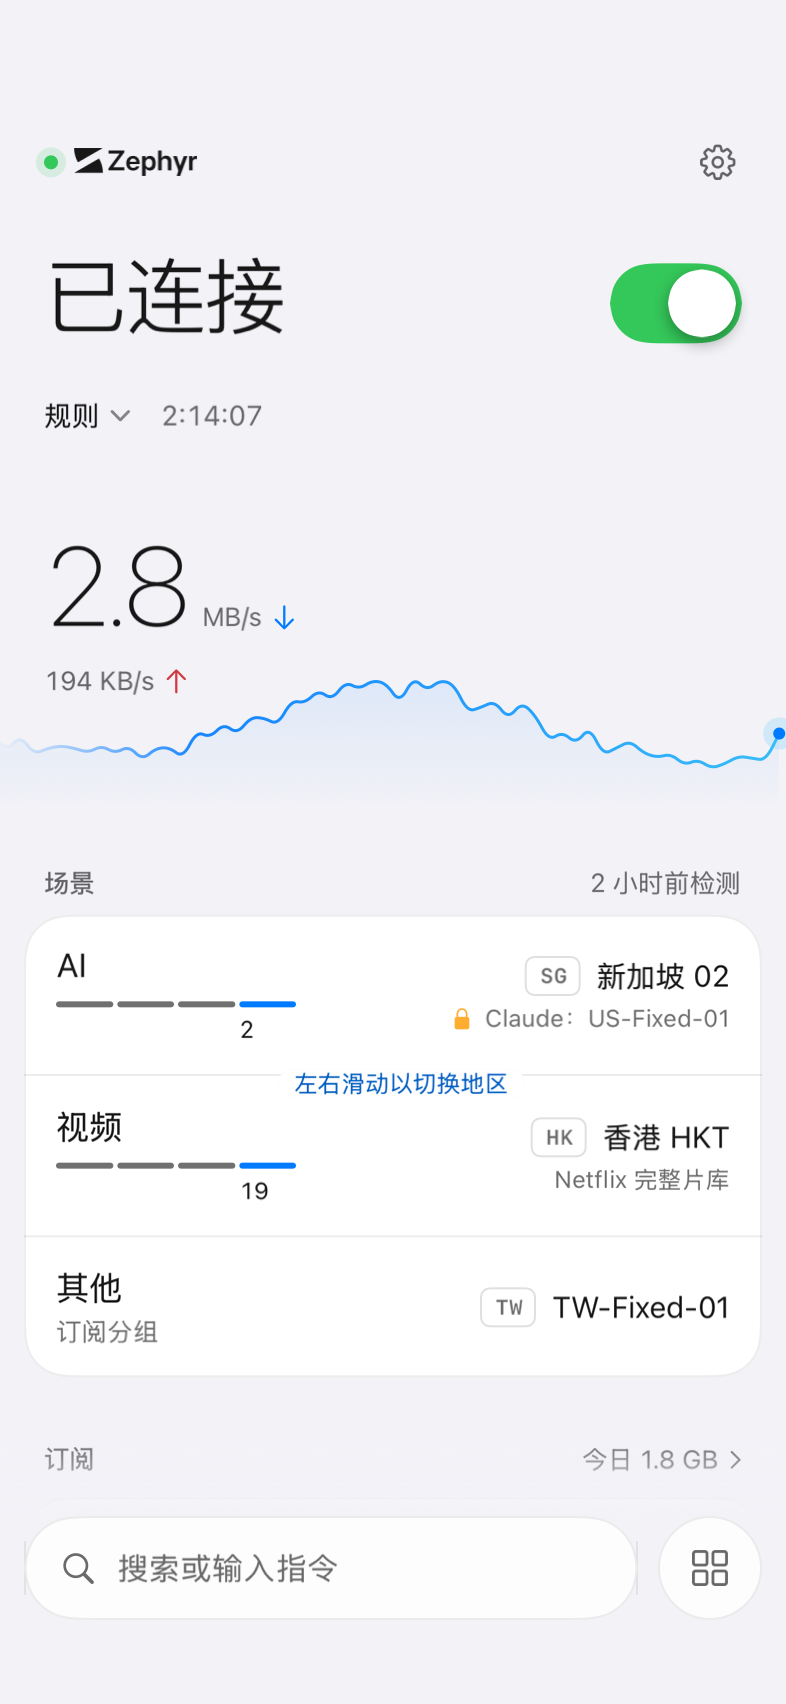 Zephyr
已连接
规则 2:14:07
2.8 MB/s ↓
194 KB/s ↑
场景 2 小时前检测
AI SG 新加坡 02
2 Claude： US-Fixed-01
左右滑动以切换地区
视频 HK 香港 HKT
19 Netflix 完整片库
其他 TW TW-Fixed-01
订阅分组
订阅 今日 1.8 GB
搜索或输入指令